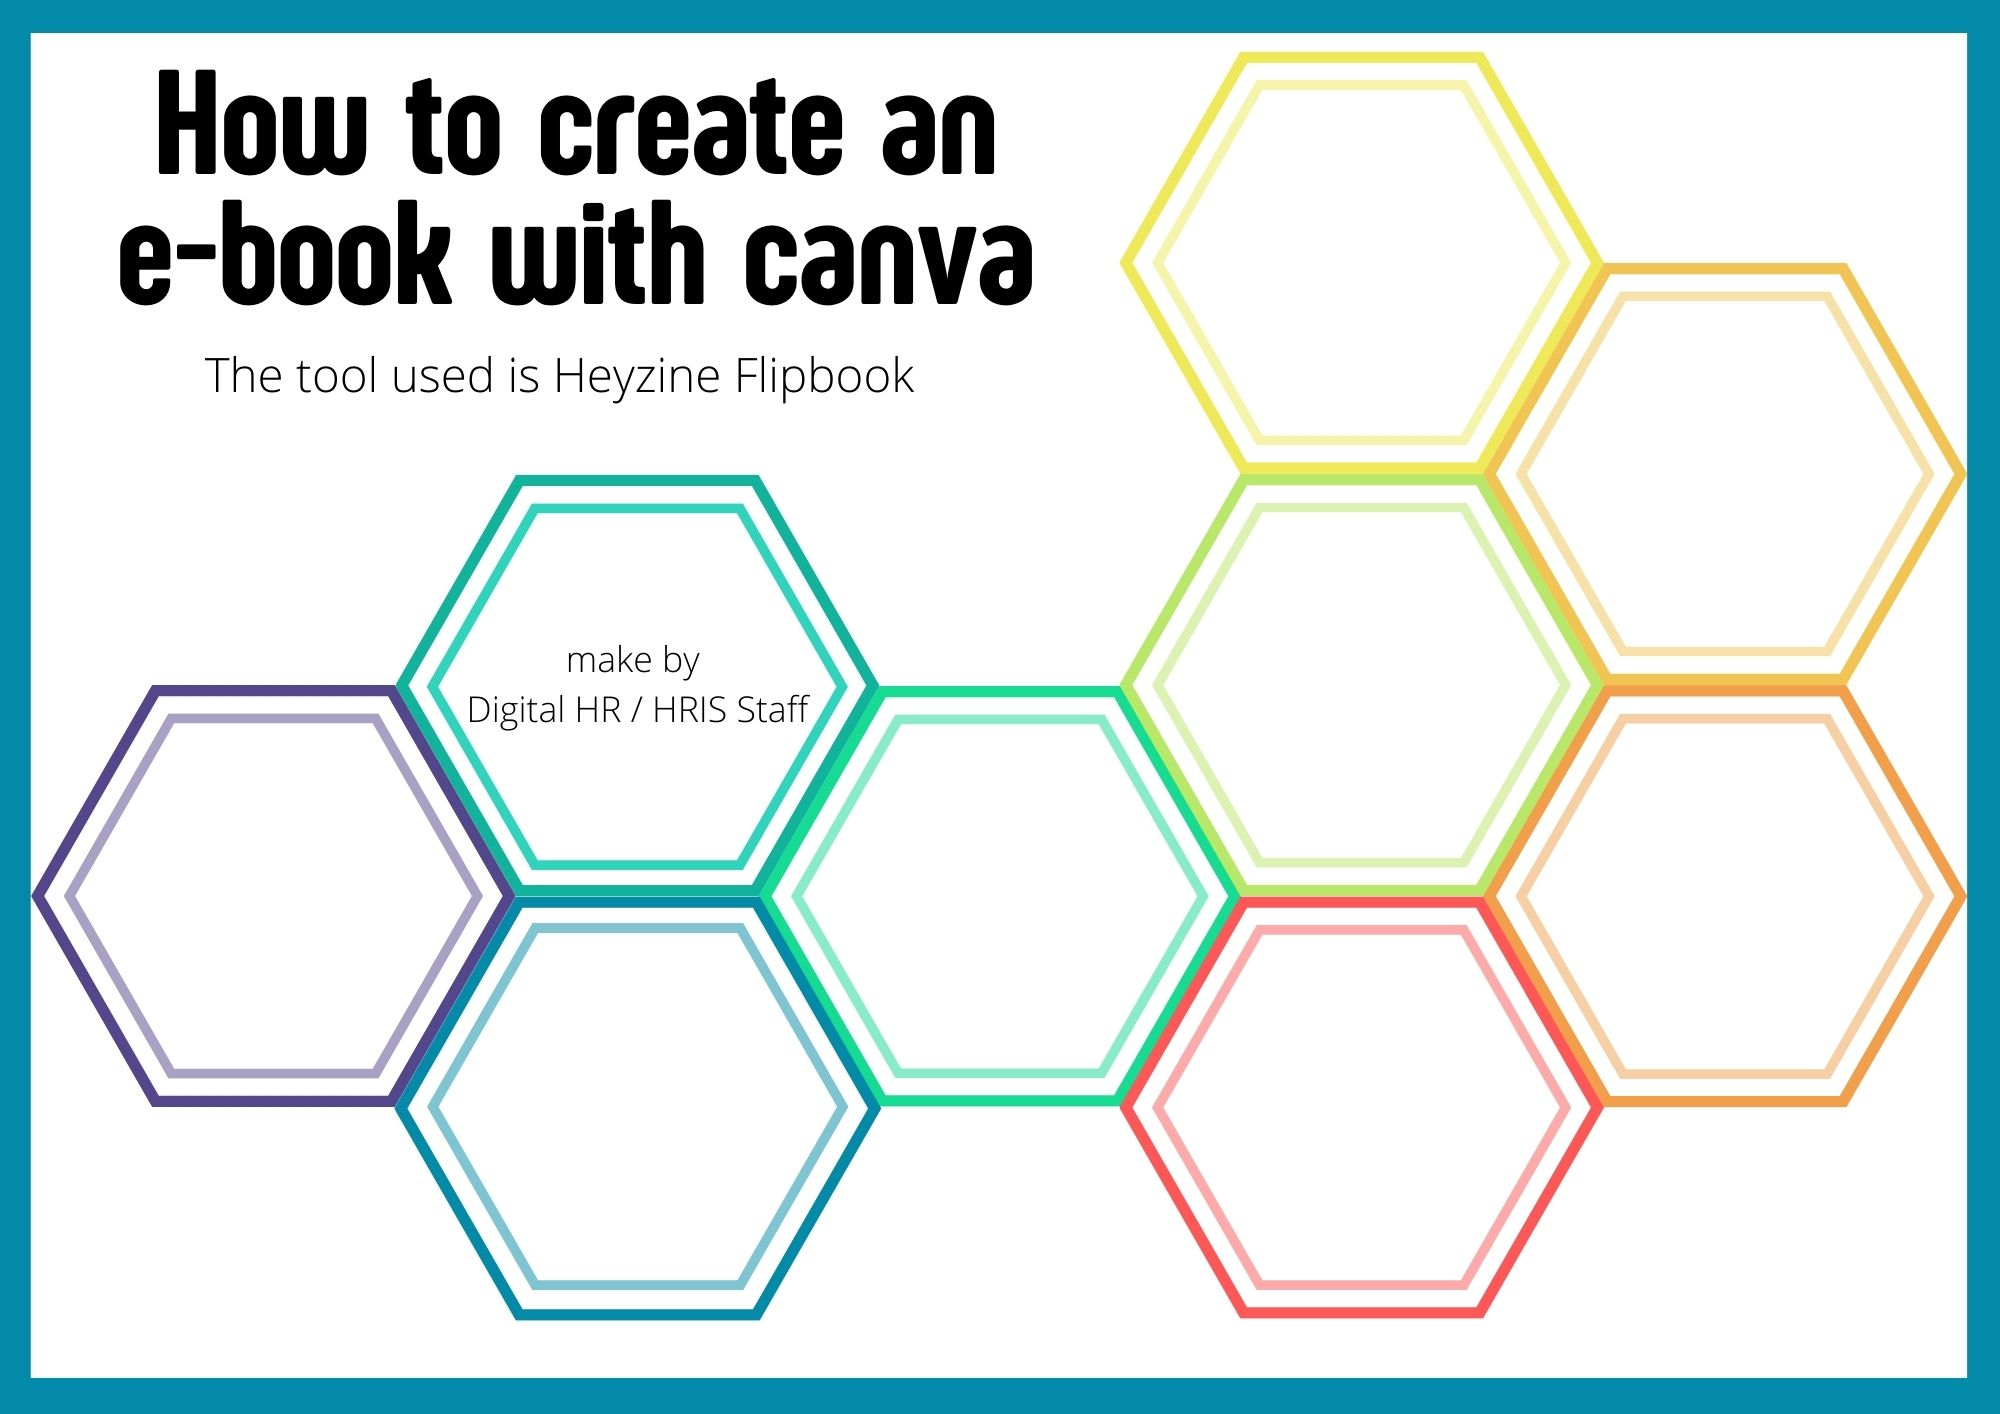 How to create an
e-book with canva
The tool used is Heyzine Flipbook
make by
Digital HR / HRIS Staff